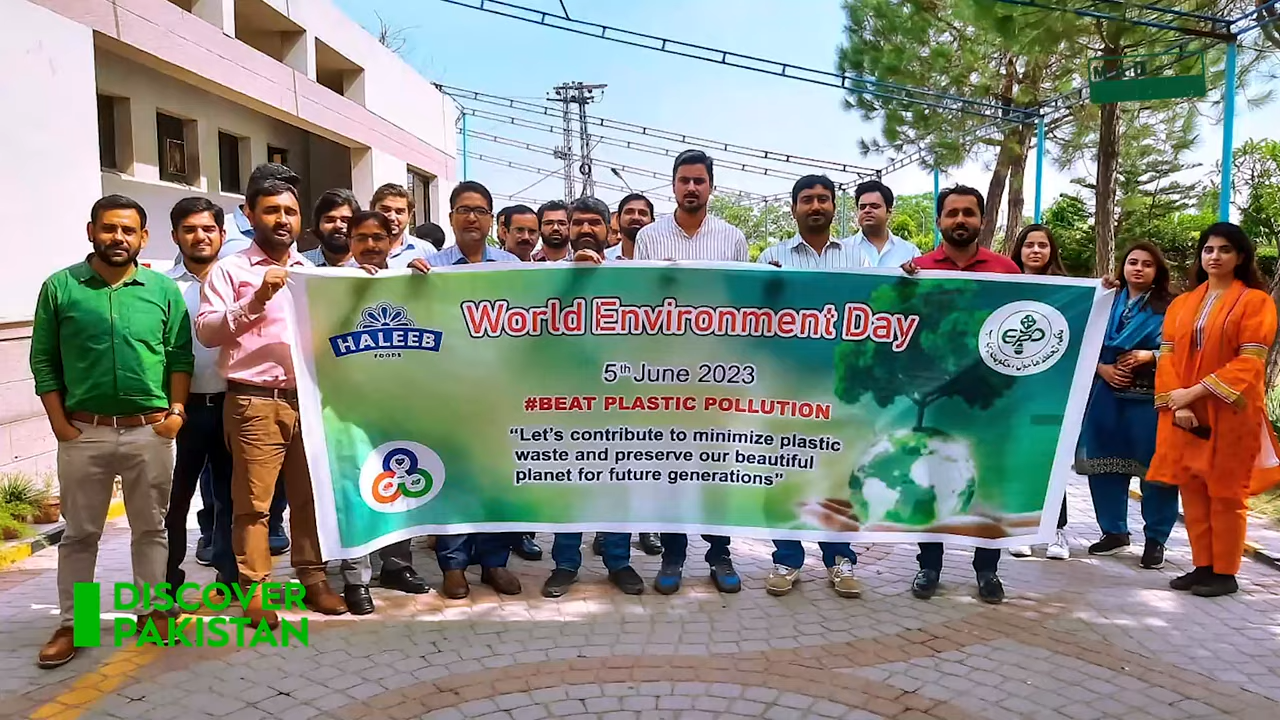 HALEEB
FOODS
World Environment Day
5th June 2023
#BEAT PLASTIC POLLUTION
“Let’s contribute to minimize plastic
waste and preserve our beautiful
planet for future generations”
DISCOVER
PAKISTAN